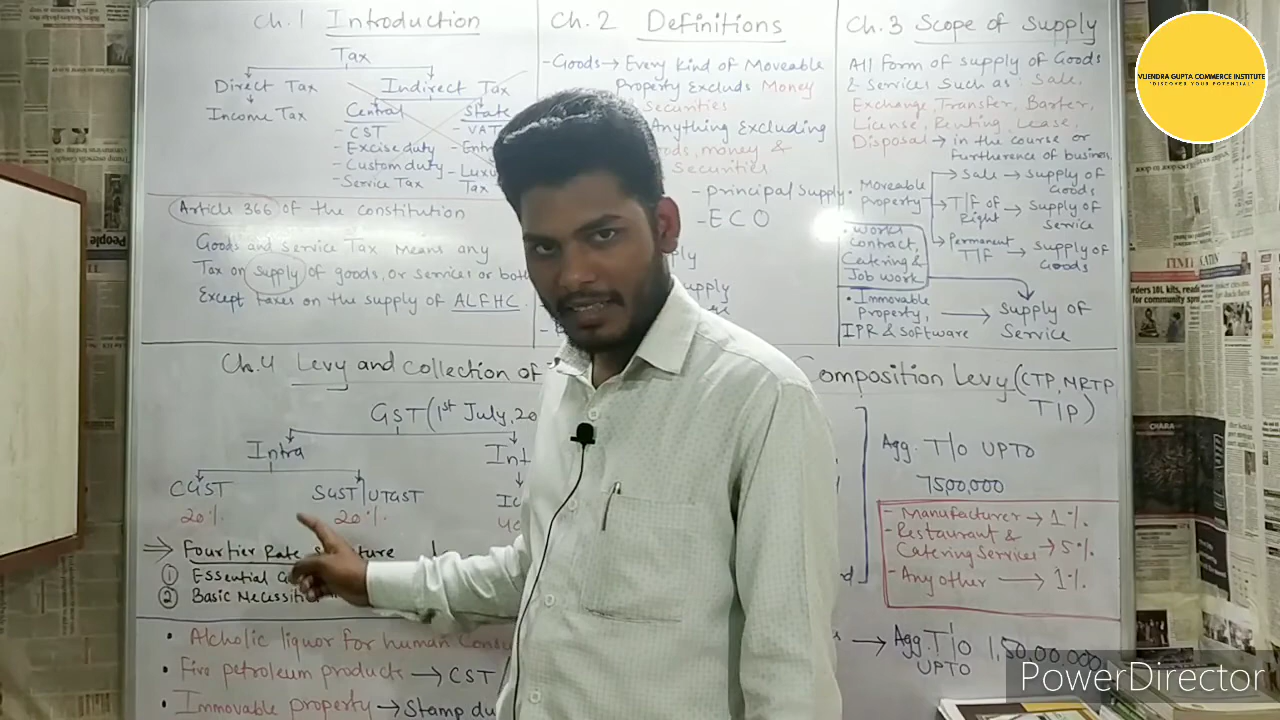 Ch.1 Introduction
Tax
Direct Tax
Indirect Tax
Income Tax
Central
- CST
- Excise duty
- Custom duty
- Service Tax
State
- VAT
- Luxu
Tax
Article 366 of the constitution
Goods and service Tax means any
Tax on supply of goods, or services or both
Except taxes on the supply of ALFHC.
Ch. 2 Definitions
- Goods → Every kind of Moveable
Property Excluds Money
& Securities
Anything Excluding
ods, money &
Securities
- principal Supply
- E C O
Ch. 3 Scope of Supply
All form of supply of Goods
& Services Such as: Sale,
Exchange, Transfer, Barter,
License, Renting, Lease,
Disposal → in the course or
furtherence of business.
• Moveable
property
→ Sale → Supply of
Goods
→ T/F of
Right → Supply of
Service
→ Permanent
T/F → Supply of
Goods
• Works
Contract,
Catering &
Job work
• Immovable
Property,
IPR & Software → Supply of
Service
Ch.4 Levy and Collection of
GST (1st July, 20
Intra
CGST
20%
SGST/UTGST
20%
⇒ Four tier Rate
① Essential
② Basic Necessitie
• Alcholic liquor for human Consu
• Five petroleum products → CST
• Immovable property → Stamp du
Composition Levy (CTP, NRTP,
TIP)
Agg. T/o UPTO
75,00,000
- Manufacturer → 1%
- Restaurant &
Catering Services → 5%
- Any other → 1%
→ Agg. T/o 1,50,00,000
UPTO
VIJENDRA GUPTA COMMERCE INSTITUTE
"DISCOVER YOUR POTENTIAL"
PowerDirector